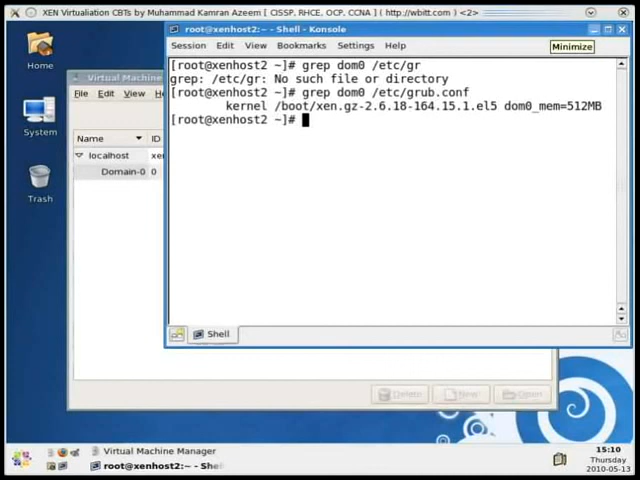 XEN Virtualiation CBTs by Muhammad Kamran Azeem [ CISSP, RHCE, OCP, CCNA ] ( http://wbitt.com ) <2>
Home
System
Trash
Virtual Machine
File Edit View
Name ID
localhost xen
Domain-0 0
Delete New Open
root@xenhost2:~ - Shell - Konsole
Session Edit View Bookmarks Settings Help
Minimize
[root@xenhost2 ~]# grep dom0 /etc/gr
grep: /etc/gr: No such file or directory
[root@xenhost2 ~]# grep dom0 /etc/grub.conf
kernel /boot/xen.gz-2.6.18-164.15.1.el5 dom0_mem=512MB
[root@xenhost2 ~]#
Shell
Virtual Machine Manager
root@xenhost2:~ - She
15:10
Thursday
2010-05-13